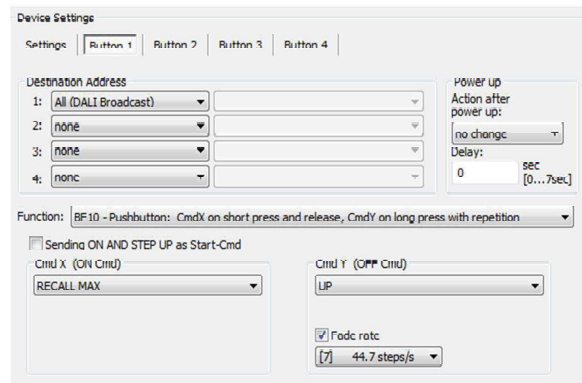 Device Settings
Settings Button 1 Button 2 Button 3 Button 4
Destination Address
Power up
1: All (DALI Broadcast)
Action after
power up:
2: none
no change
3: none
Delay:
4: none
0 sec
[0...7sec]
Function: BF10 - Pushbutton: CmdX on short press and release, CmdY on long press with repetition
Sending ON AND STEP UP as Start-Cmd
Cmd X (ON Cmd)
Cmd Y (OFF Cmd)
RECALL MAX
UP
Fade rate
[7] 44.7 steps/s